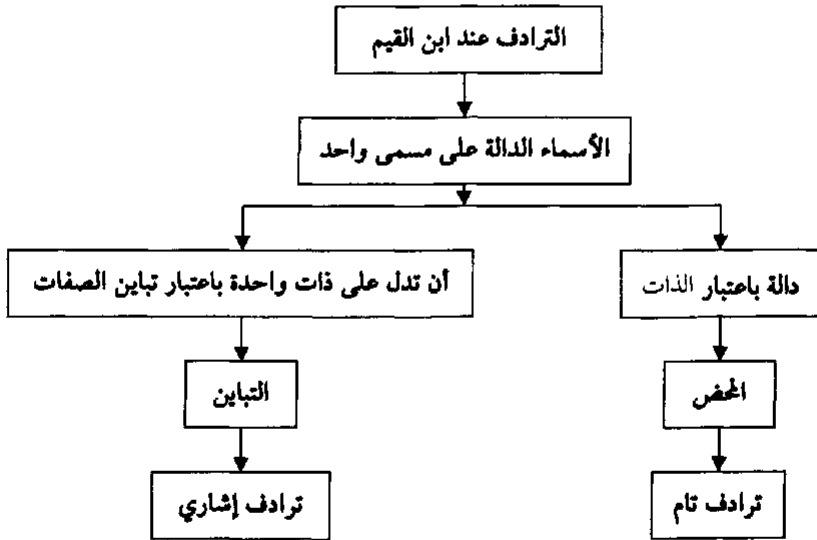 الترادف عند ابن القيم
الأسماء الدالة على مسمى واحد
دالة باعتبار الذات
أن تدل على ذات واحدة باعتبار تباين الصفات
المحض
التباين
ترادف تام
ترادف إشاري